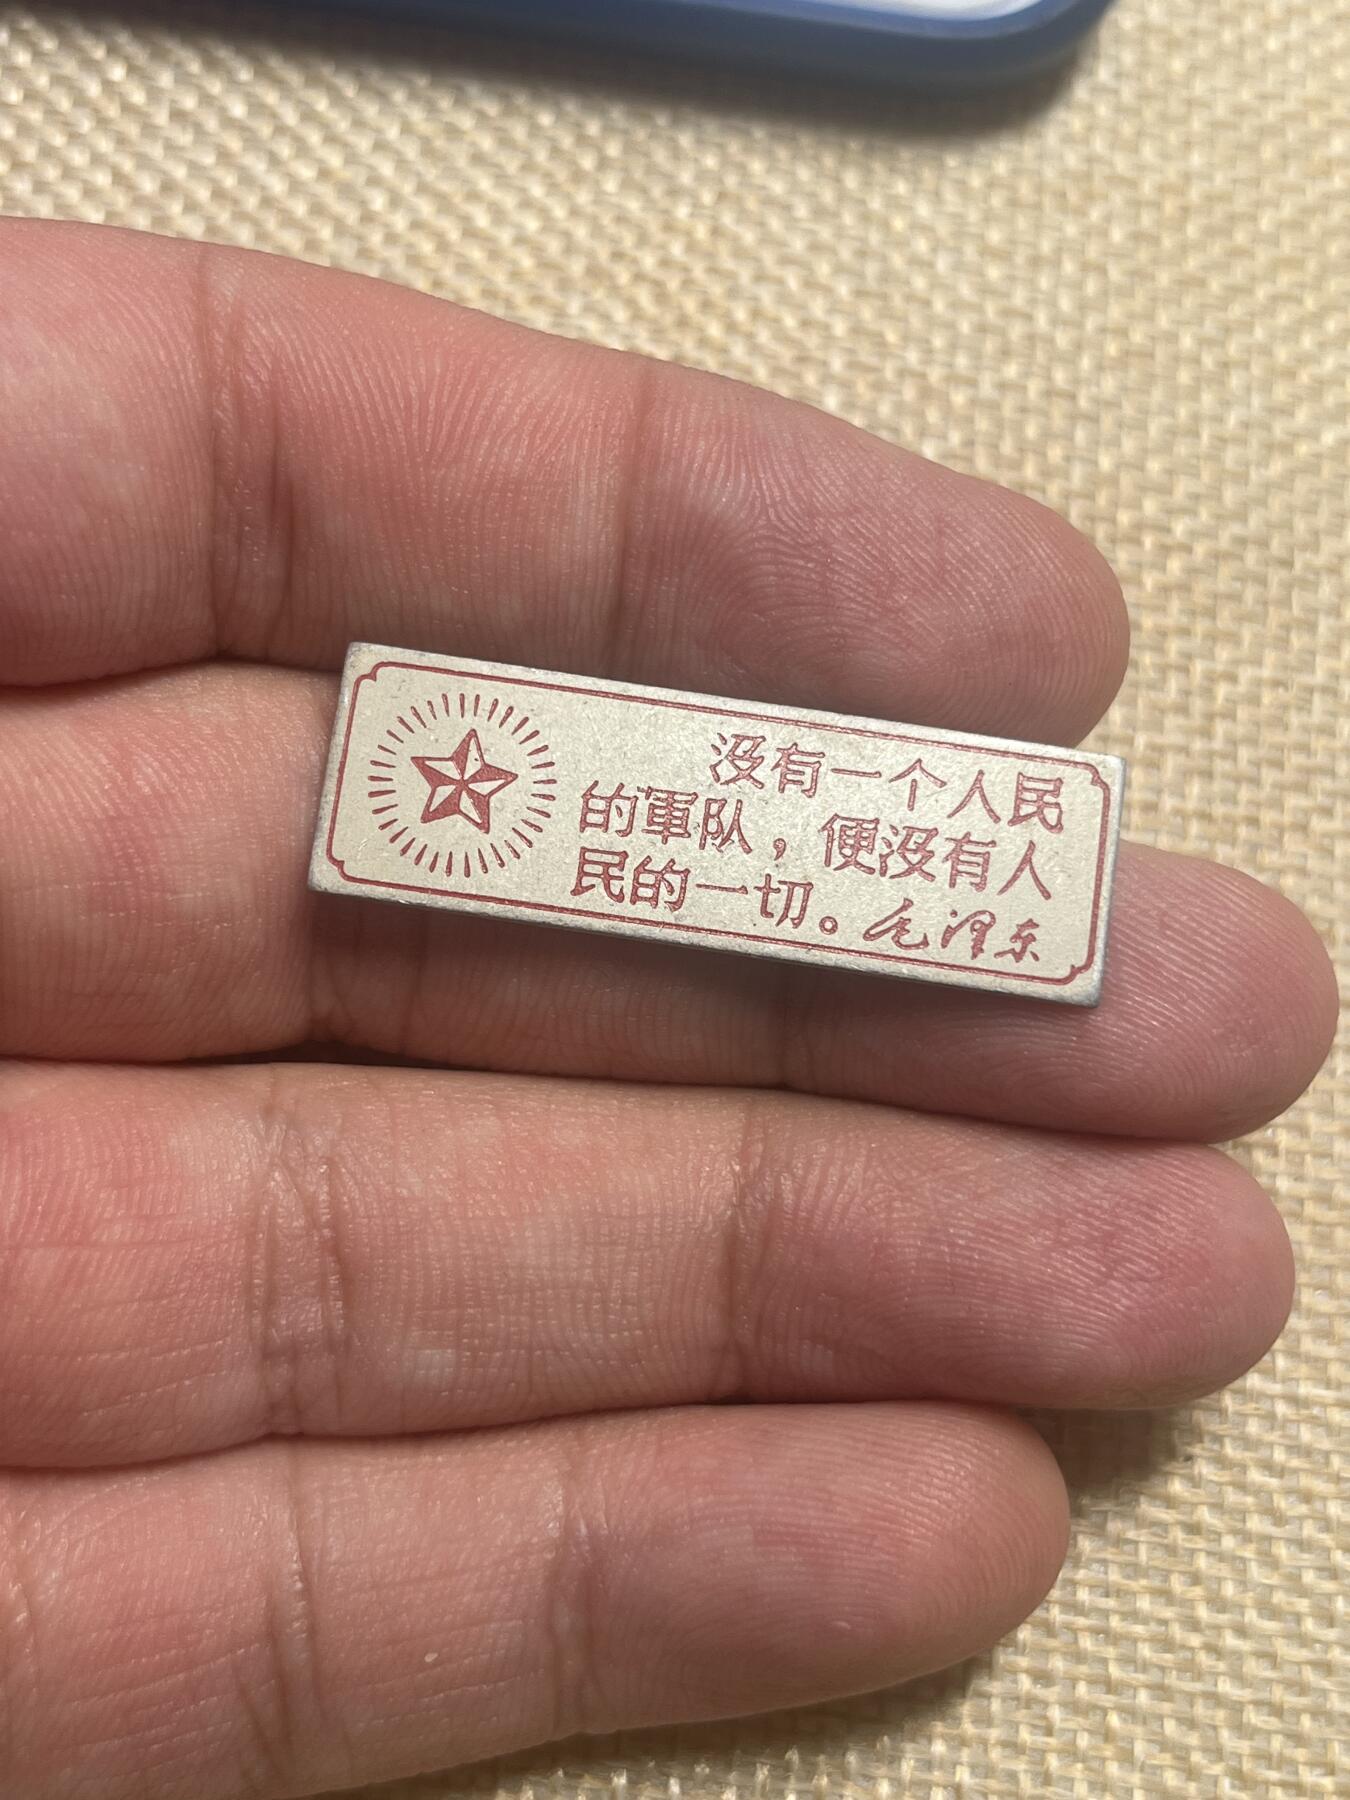 没有一个人民
的軍队，便没有人
民的一切。毛泽东